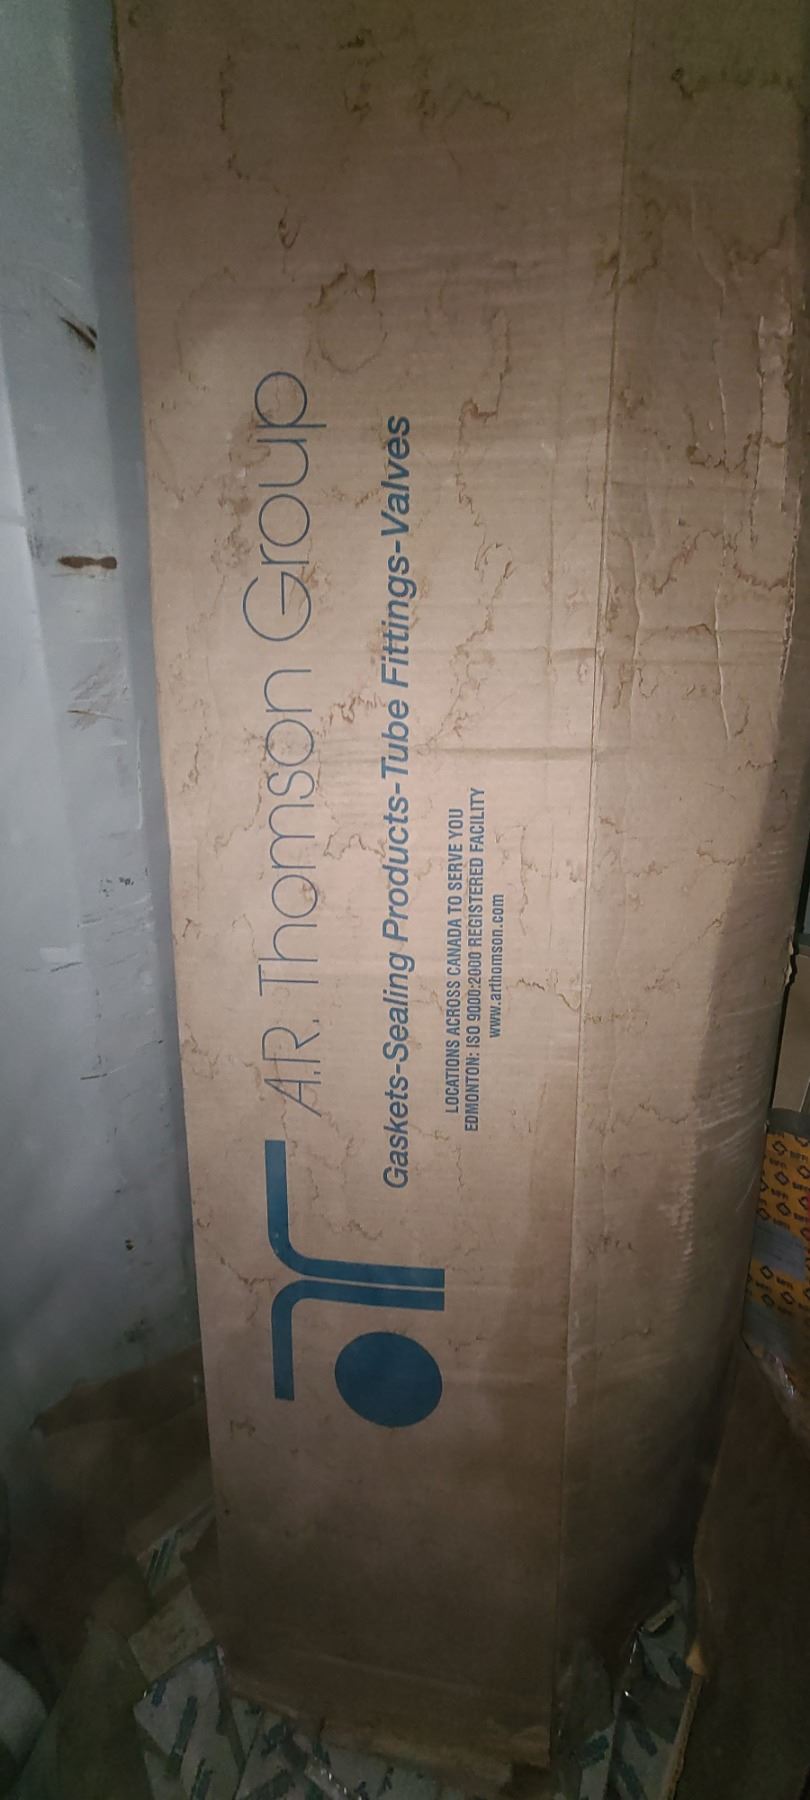 A.R. Thomson Group
Gaskets-Sealing Products-Tube Fittings-Valves
LOCATIONS ACROSS CANADA TO SERVE YOU
EDMONTON: ISO 9000:2000 REGISTERED FACILITY
www.arthomson.com